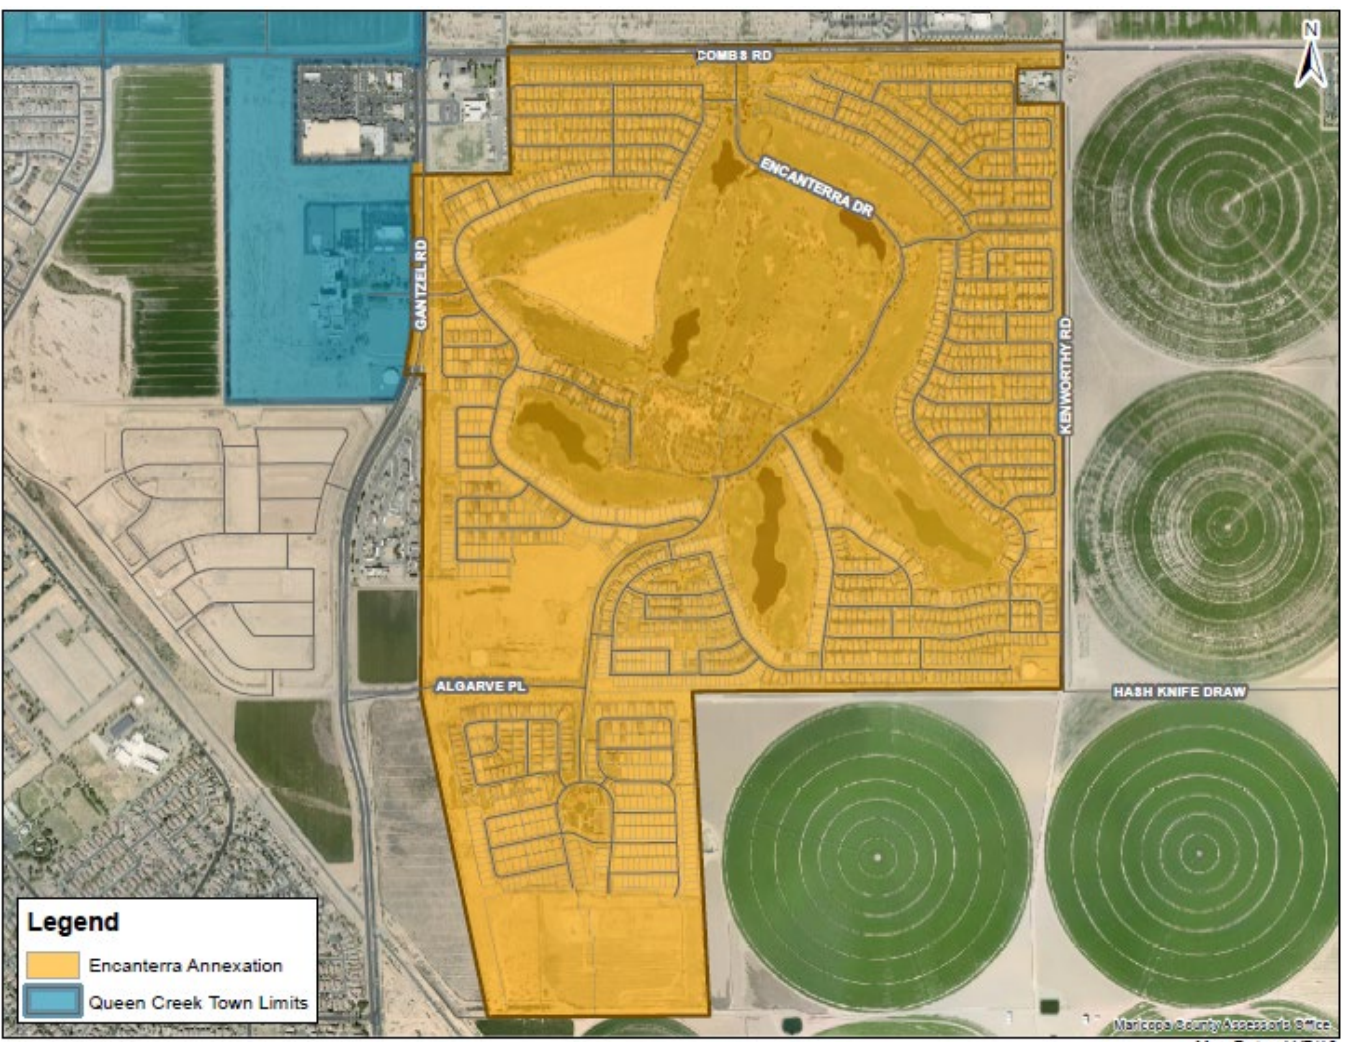 N
COMBS RD
ENCANTERRA DR
GANTZEL RD
KENWORTHY RD
ALGARVE PL
HASH KNIFE DRAW
Legend
Encanterra Annexation
Queen Creek Town Limits
Maricopa County Assessor's Office